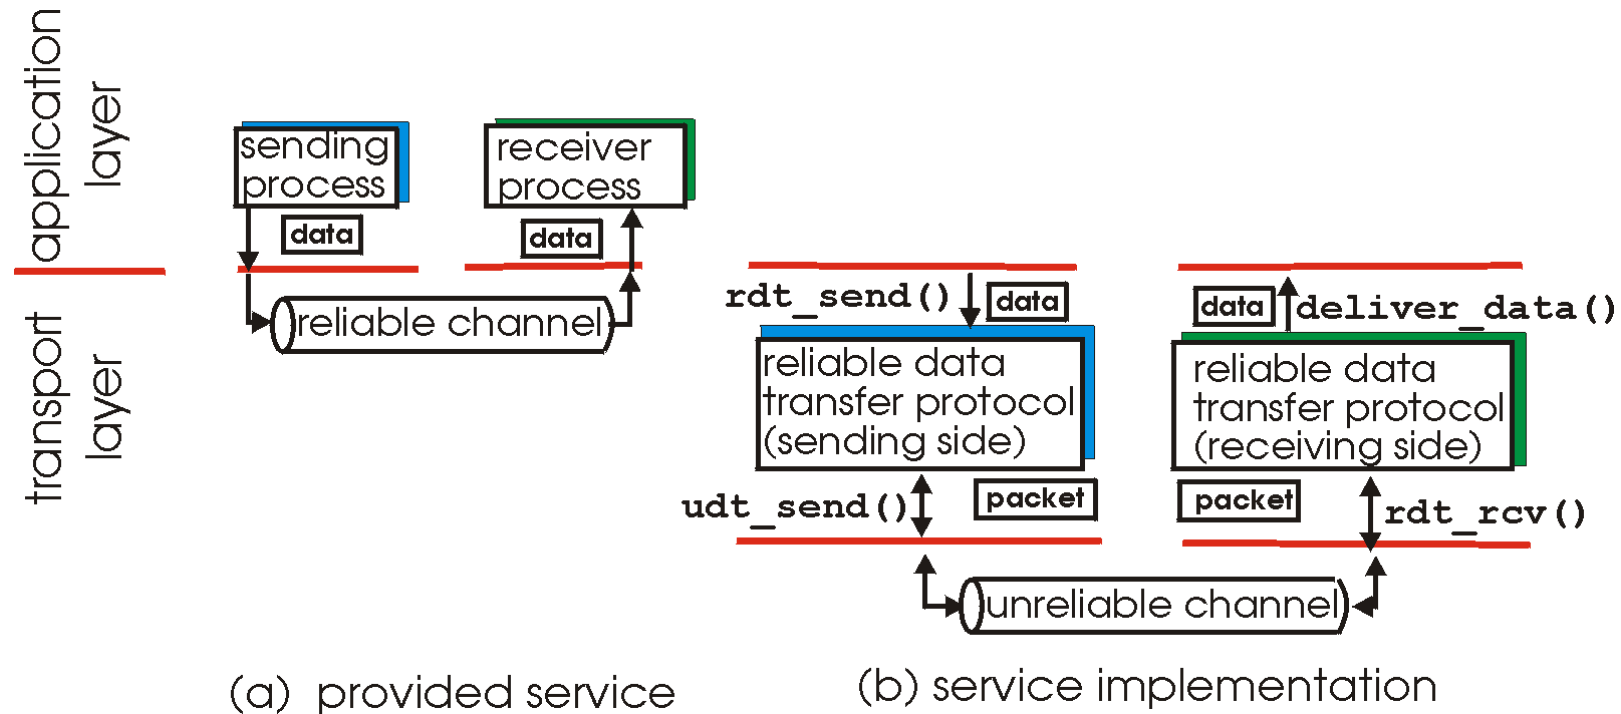 application
layer
transport
layer
sending
process
data
receiver
process
data
reliable channel
(a) provided service
rdt_send()
data
reliable data
transfer protocol
(sending side)
udt_send()
packet
data
deliver_data()
reliable data
transfer protocol
(receiving side)
packet
rdt_rcv()
unreliable channel
(b) service implementation